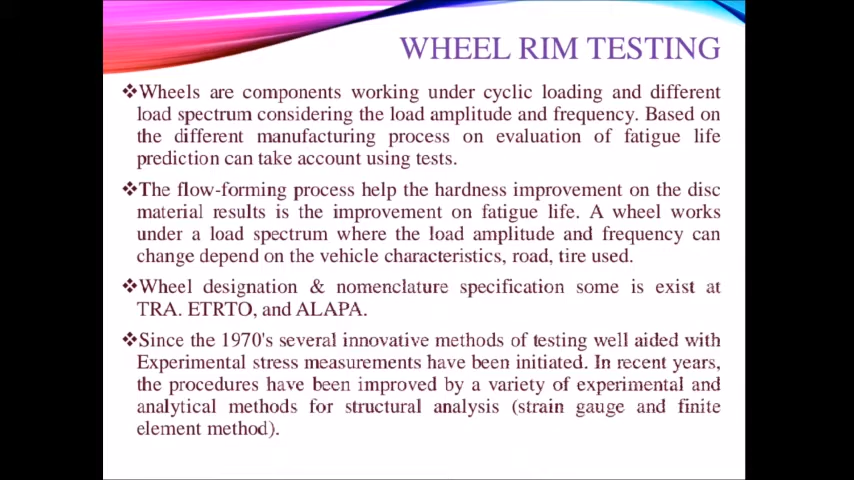 WHEEL RIM TESTING
❖Wheels are components working under cyclic loading and different
load spectrum considering the load amplitude and frequency. Based on
the different manufacturing process on evaluation of fatigue life
prediction can take account using tests.
❖The flow-forming process help the hardness improvement on the disc
material results is the improvement on fatigue life. A wheel works
under a load spectrum where the load amplitude and frequency can
change depend on the vehicle characteristics, road, tire used.
❖Wheel designation & nomenclature specification some is exist at
TRA. ETRTO, and ALAPA.
❖Since the 1970's several innovative methods of testing well aided with
Experimental stress measurements have been initiated. In recent years,
the procedures have been improved by a variety of experimental and
analytical methods for structural analysis (strain gauge and finite
element method).